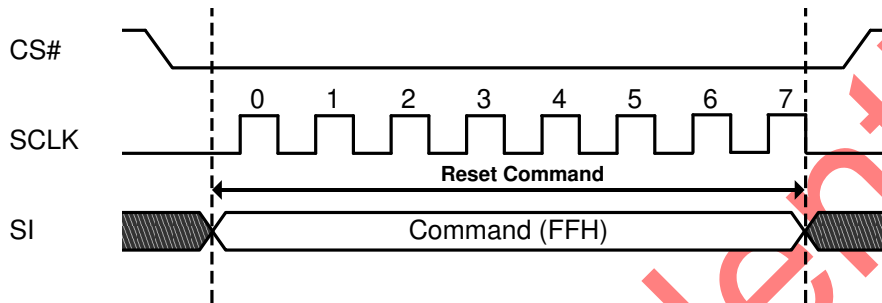 CS#
0 1 2 3 4 5 6 7
SCLK
Reset Command
SI
Command (FFH)